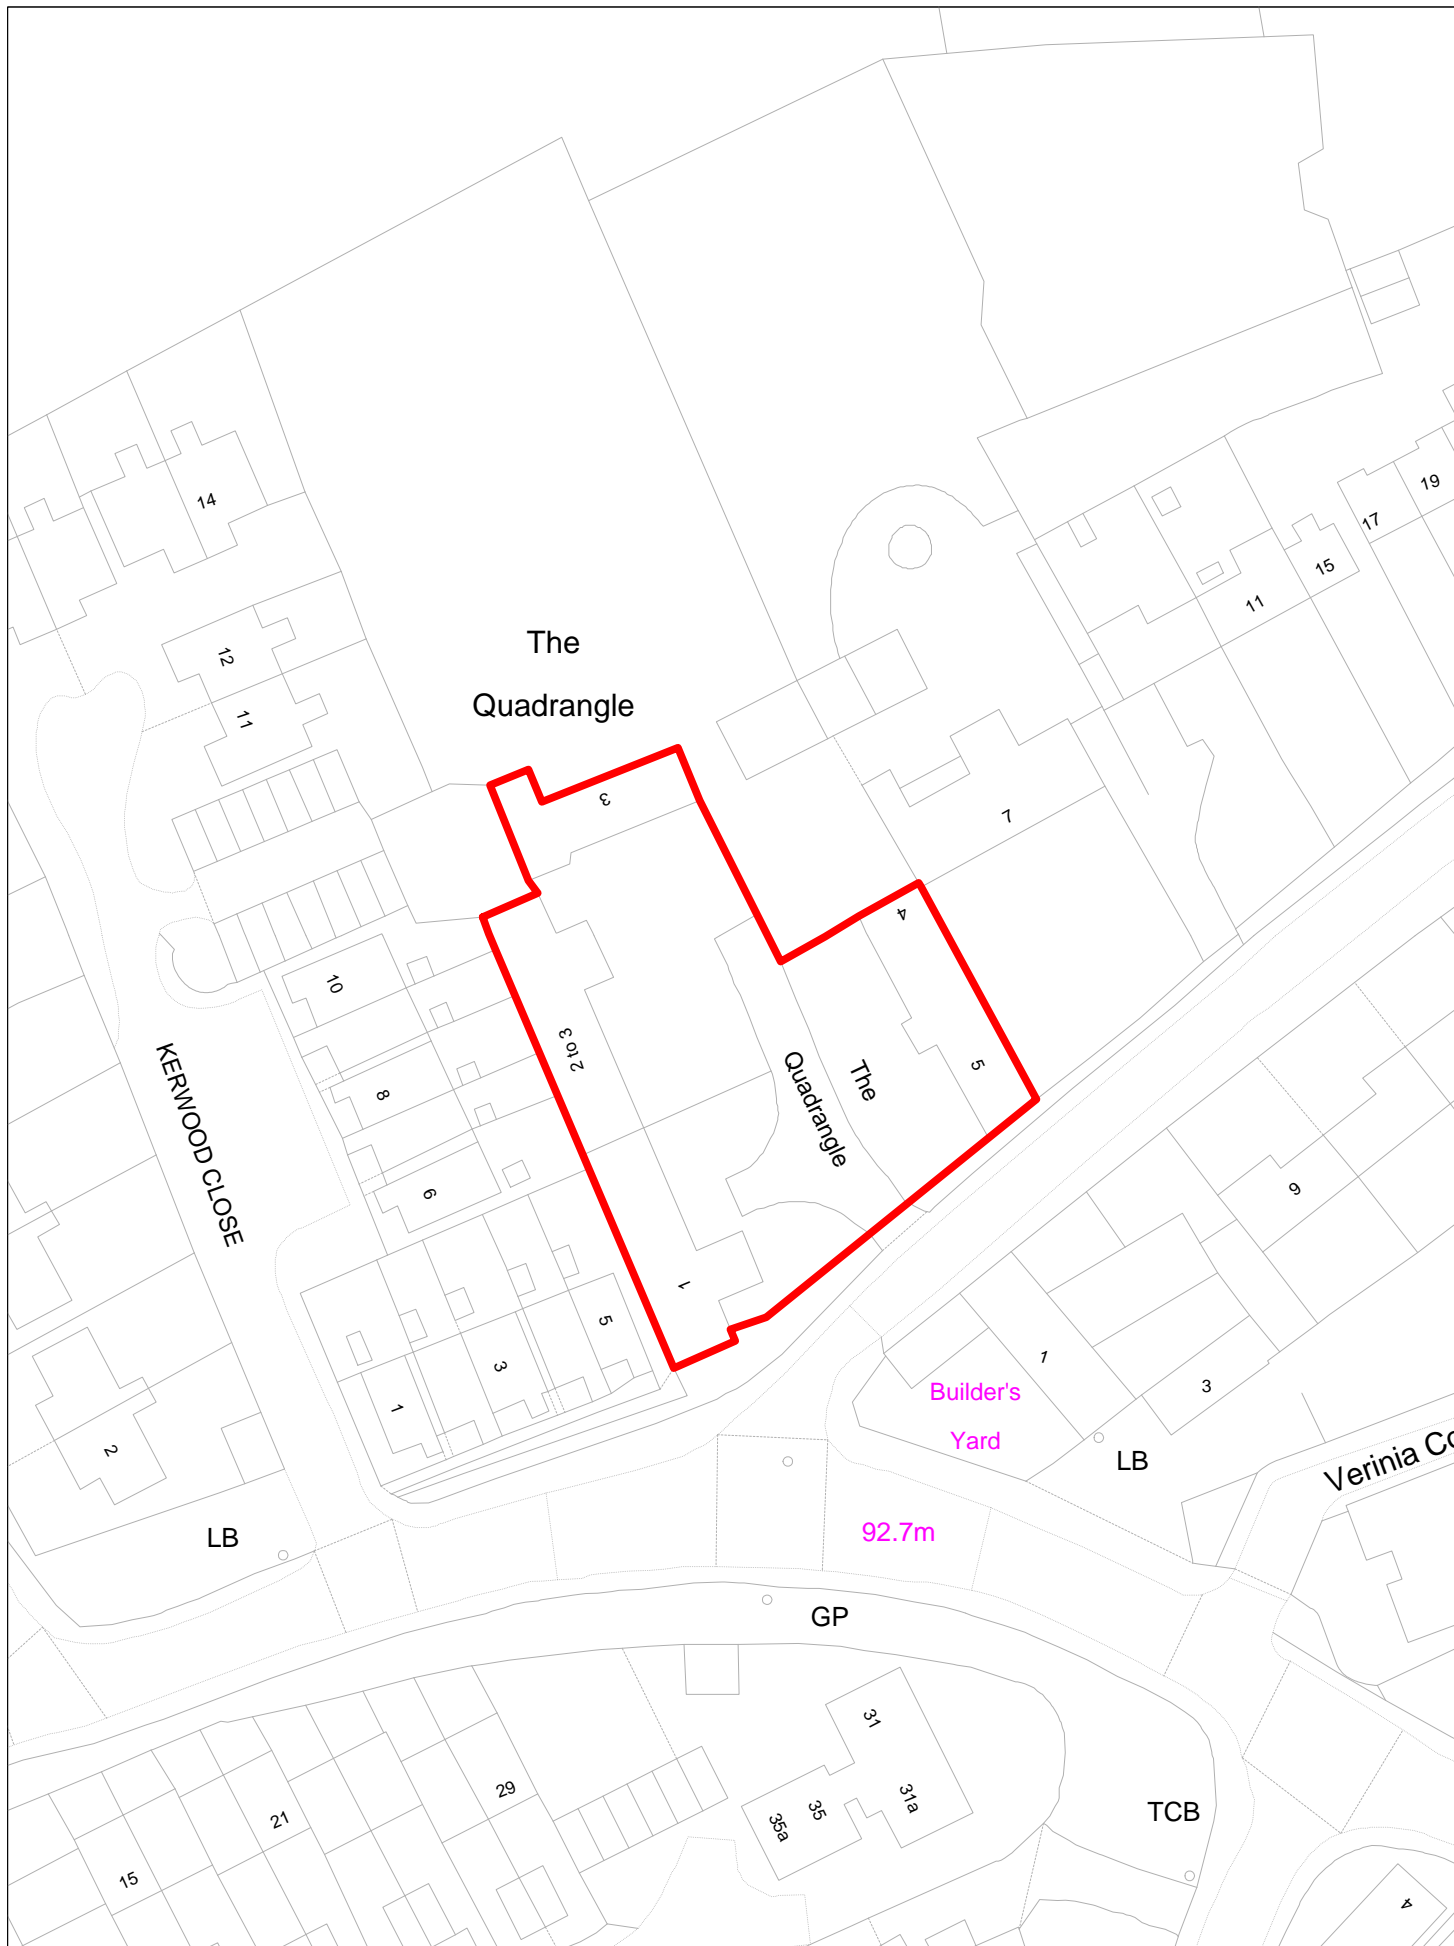 14
19
17
15
11
12
11
The
Quadrangle
3
7
4
10
2 to 3
8
The
Quadrangle
5
KERWOOD CLOSE
6
9
1
5
3
1
2
Builder's
Yard
1
3
LB
Verinia Co
LB
92.7m
GP
31
31a
35
35a
29
21
15
TCB
4